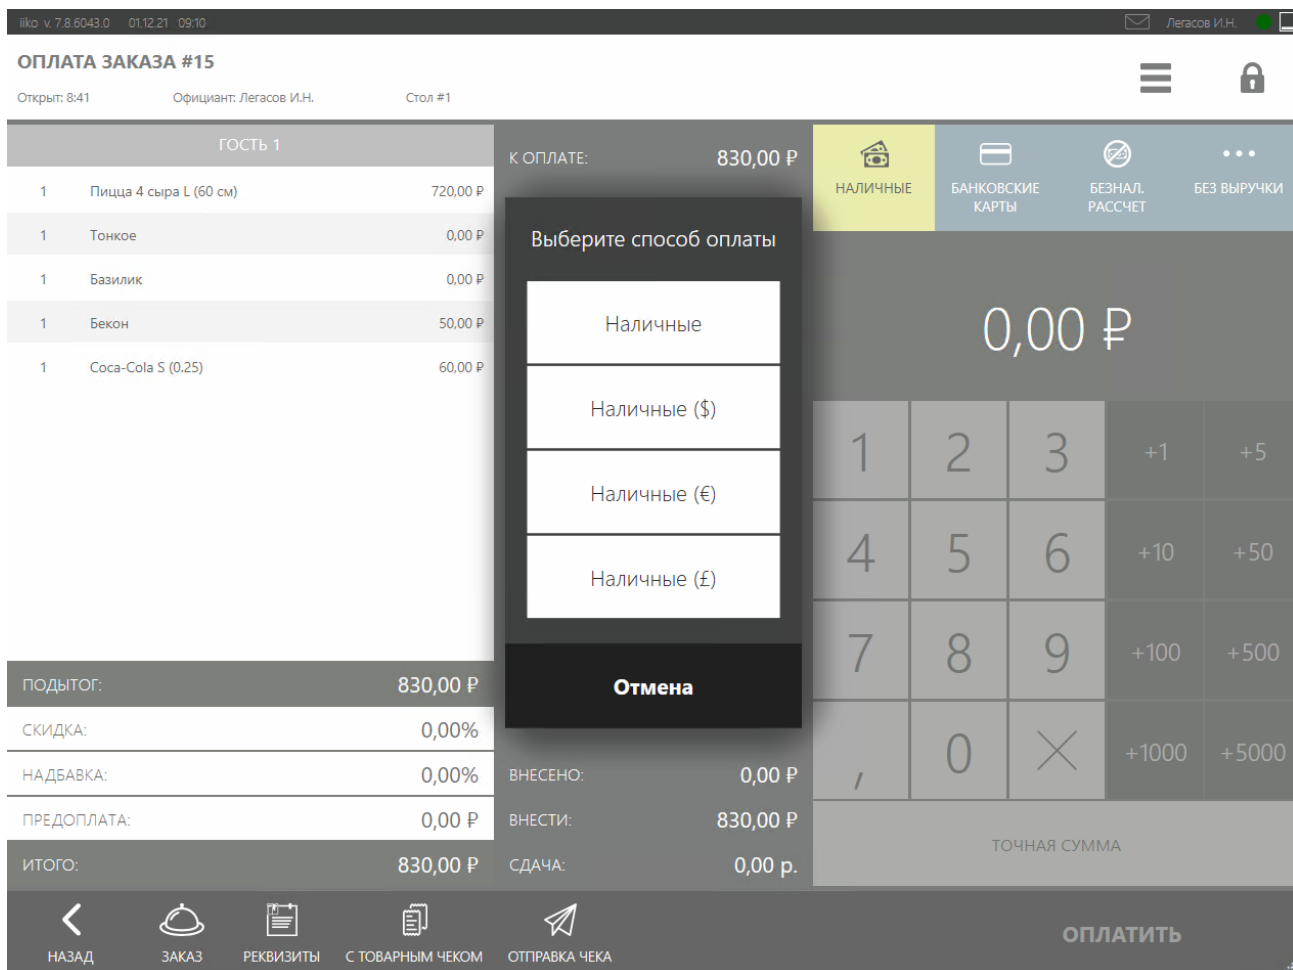 iiko v. 7.8.6043.0 01.12.21 09:10 Легасов И.Н.
ОПЛАТА ЗАКАЗА #15
Открыт: 8:41 Официант: Легасов И.Н. Стол #1
ГОСТЬ 1
1 Пицца 4 сыра L (60 см) 720,00 ₽
1 Тонкое 0,00 ₽
1 Базилик 0,00 ₽
1 Бекон 50,00 ₽
1 Coca-Cola S (0.25) 60,00 ₽
ПОДЫТОГ: 830,00 ₽
СКИДКА: 0,00%
НАДБАВКА: 0,00%
ПРЕДОПЛАТА: 0,00 ₽
ИТОГО: 830,00 ₽
К ОПЛАТЕ: 830,00 ₽
Выберите способ оплаты
Наличные
Наличные ($)
Наличные (€)
Наличные (£)
Отмена
ВНЕСЕНО: 0,00 ₽
ВНЕСТИ: 830,00 ₽
СДАЧА: 0,00 р.
НАЛИЧНЫЕ
БАНКОВСКИЕ
КАРТЫ
БЕЗНАЛ.
РАССЧЕТ
БЕЗ ВЫРУЧКИ
0,00 ₽
1 2 3 +1 +5
4 5 6 +10 +50
7 8 9 +100 +500
, 0 +1000 +5000
ТОЧНАЯ СУММА
НАЗАД ЗАКАЗ РЕКВИЗИТЫ С ТОВАРНЫМ ЧЕКОМ ОТПРАВКА ЧЕКА
ОПЛАТИТЬ